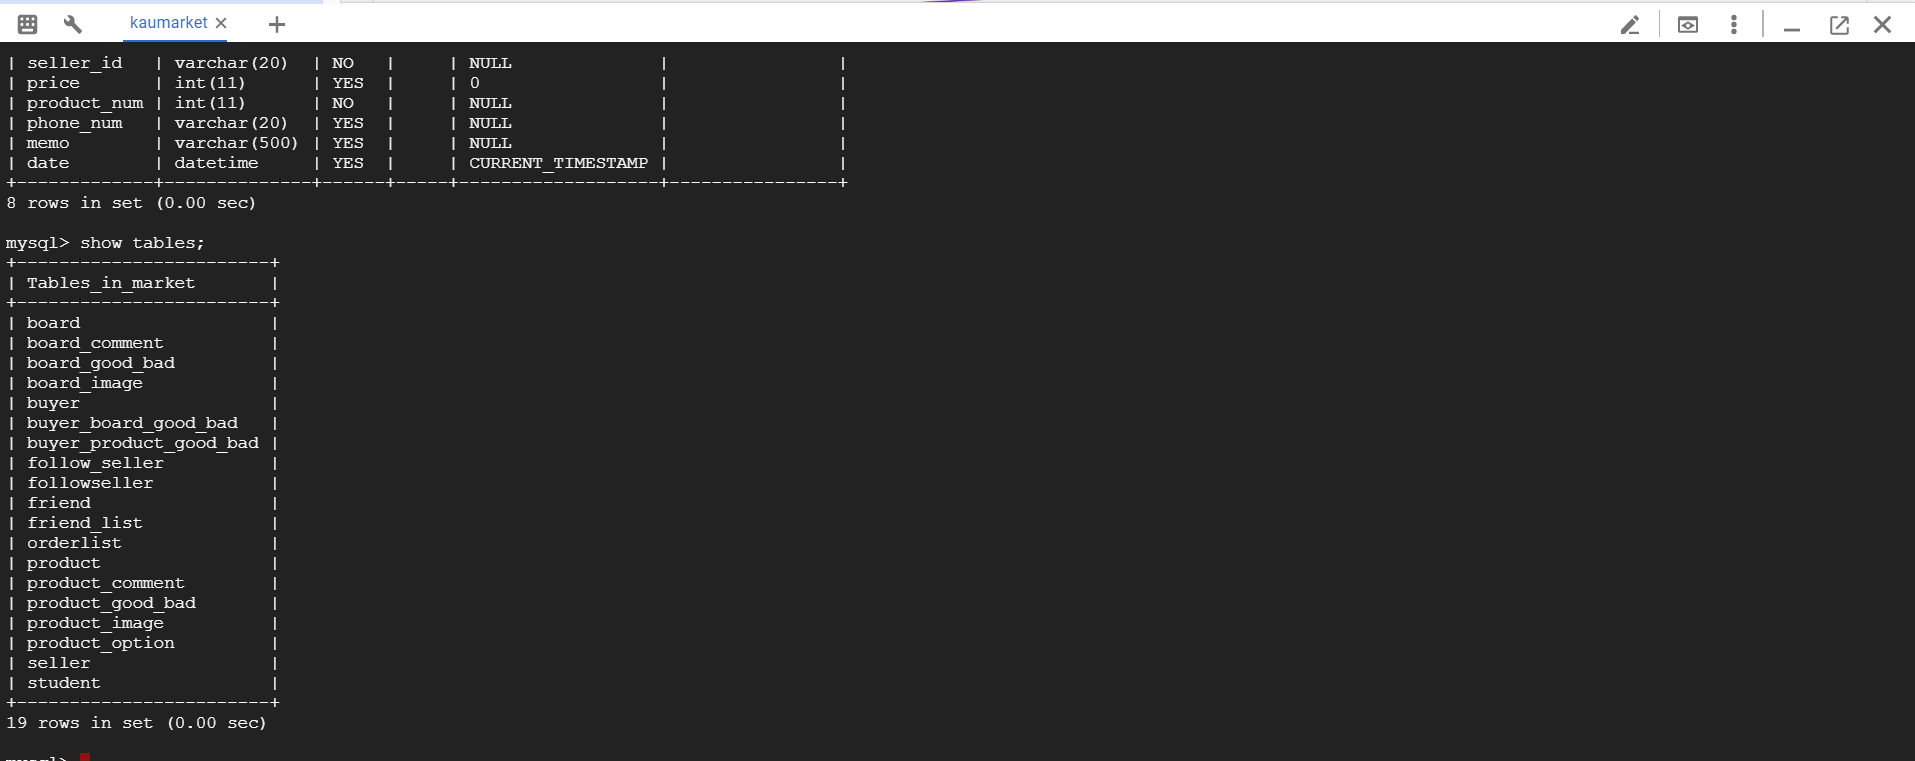 kaumarket
| seller_id   | varchar(20)  | NO   |     | NULL              |                |
| price       | int(11)      | YES  |     | 0                 |                |
| product_num | int(11)      | NO   |     | NULL              |                |
| phone_num   | varchar(20)  | YES  |     | NULL              |                |
| memo        | varchar(500) | YES  |     | NULL              |                |
| date        | datetime     | YES  |     | CURRENT_TIMESTAMP |                |
+-------------+--------------+------+-----+-------------------+----------------+
8 rows in set (0.00 sec)
mysql> show tables;
+------------------------+
| Tables_in_market       |
+------------------------+
| board                  |
| board_comment          |
| board_good_bad         |
| board_image            |
| buyer                  |
| buyer_board_good_bad   |
| buyer_product_good_bad |
| follow_seller          |
| followseller           |
| friend                 |
| friend_list            |
| orderlist              |
| product                |
| product_comment        |
| product_good_bad       |
| product_image          |
| product_option         |
| seller                 |
| student                |
+------------------------+
19 rows in set (0.00 sec)
mysql>